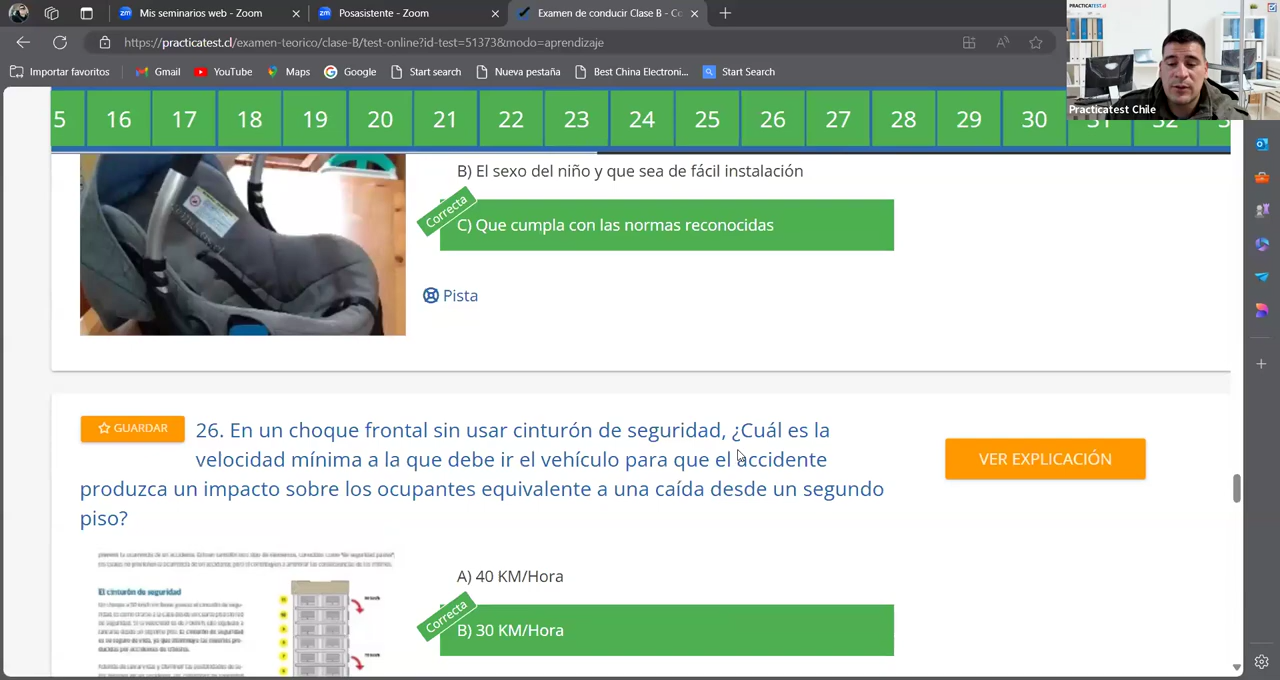 Mis seminarios web - Zoom
Posasistente - Zoom
Examen de conducir Clase B - Co
https://practicatest.cl/examen-teorico/clase-B/test-online?id-test=51373&modo=aprendizaje
Importar favoritos
Gmail
YouTube
Maps
Google
Start search
Nueva pestaña
Best China Electroni...
Start Search
PRACTICATEST.cl
Practicatest Chile
5 16 17 18 19 20 21 22 23 24 25 26 27 28 29 30 31 32 3
B) El sexo del niño y que sea de fácil instalación
Correcta
C) Que cumpla con las normas reconocidas
Pista
GUARDAR
26. En un choque frontal sin usar cinturón de seguridad, ¿Cuál es la
velocidad mínima a la que debe ir el vehículo para que el accidente
produzca un impacto sobre los ocupantes equivalente a una caída desde un segundo
piso?
VER EXPLICACIÓN
El cinturón de seguridad
A) 40 KM/Hora
Correcta
B) 30 KM/Hora